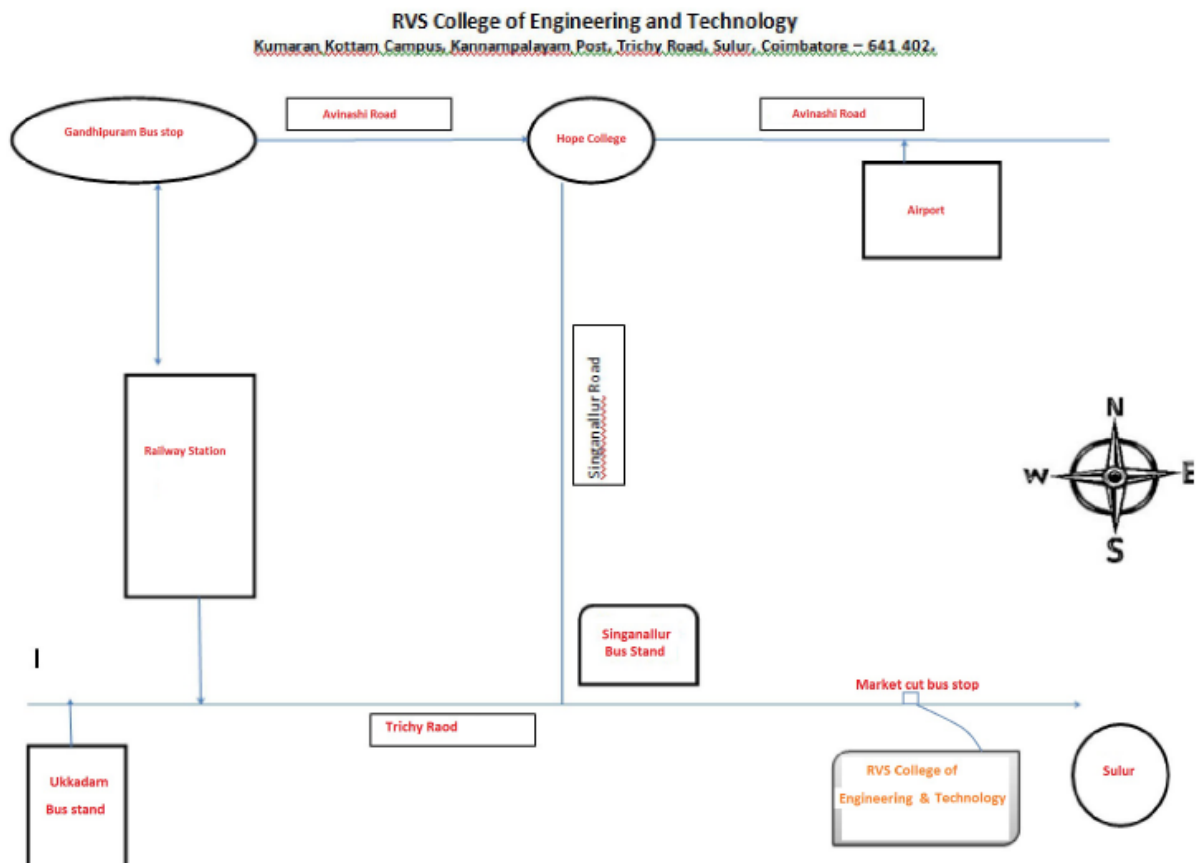 RVS College of Engineering and Technology
Kumaran Kottam Campus, Kannampalayam Post, Trichy Road, Sulur, Coimbatore – 641 402.
Avinashi Road
Avinashi Road
Gandhipuram Bus stop
Hope College
Airport
Singanallur Road
Railway Station
N
W
E
S
Singanallur
Bus Stand
Market cut bus stop
Trichy Raod
Ukkadam
Bus stand
RVS College of
Engineering & Technology
Sulur